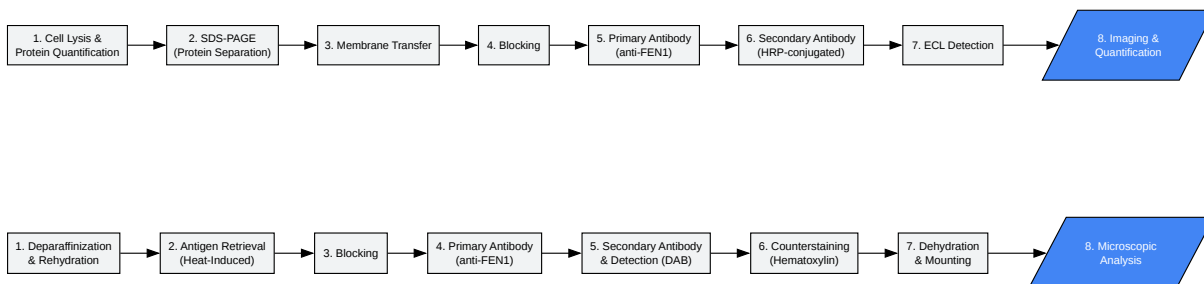 1. Cell Lysis &
Protein Quantification
2. SDS-PAGE
(Protein Separation)
3. Membrane Transfer
4. Blocking
5. Primary Antibody
(anti-FEN1)
6. Secondary Antibody
(HRP-conjugated)
7. ECL Detection
8. Imaging &
Quantification
1. Deparaffinization
& Rehydration
2. Antigen Retrieval
(Heat-Induced)
3. Blocking
4. Primary Antibody
(anti-FEN1)
5. Secondary Antibody
& Detection (DAB)
6. Counterstaining
(Hematoxylin)
7. Dehydration
& Mounting
8. Microscopic
Analysis